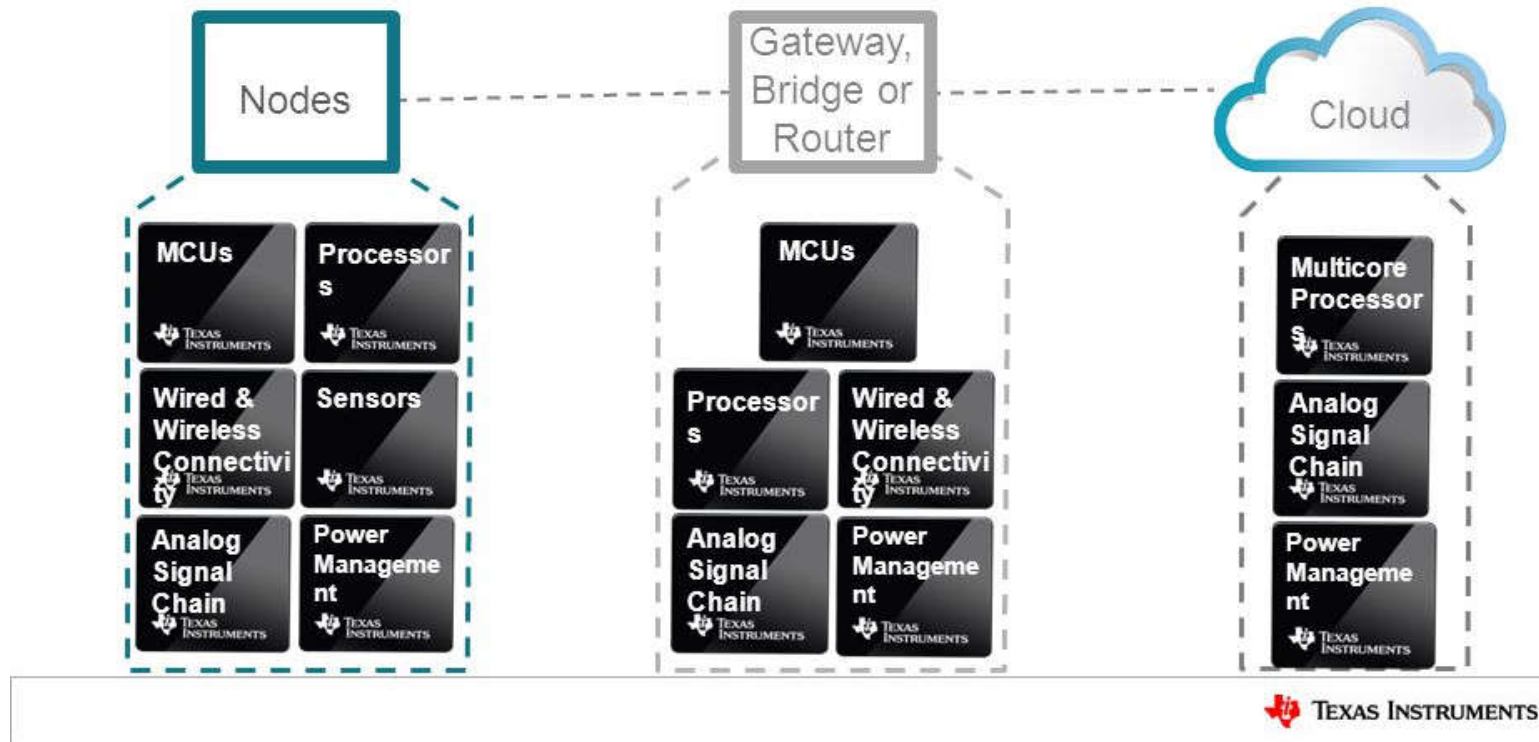 Nodes
Gateway,
Bridge or
Router
Cloud
MCUs
TEXAS
INSTRUMENTS
Processor
s
TEXAS
INSTRUMENTS
Wired &
Wireless
Connectivi
ty
TEXAS
INSTRUMENTS
Sensors
TEXAS
INSTRUMENTS
Analog
Signal
Chain
TEXAS
INSTRUMENTS
Power
Manageme
nt
TEXAS
INSTRUMENTS
MCUs
TEXAS
INSTRUMENTS
Processor
s
TEXAS
INSTRUMENTS
Wired &
Wireless
Connectivi
ty
TEXAS
INSTRUMENTS
Analog
Signal
Chain
TEXAS
INSTRUMENTS
Power
Manageme
nt
TEXAS
INSTRUMENTS
Multicore
Processor
s
TEXAS
INSTRUMENTS
Analog
Signal
Chain
TEXAS
INSTRUMENTS
Power
Manageme
nt
TEXAS
INSTRUMENTS
TEXAS INSTRUMENTS